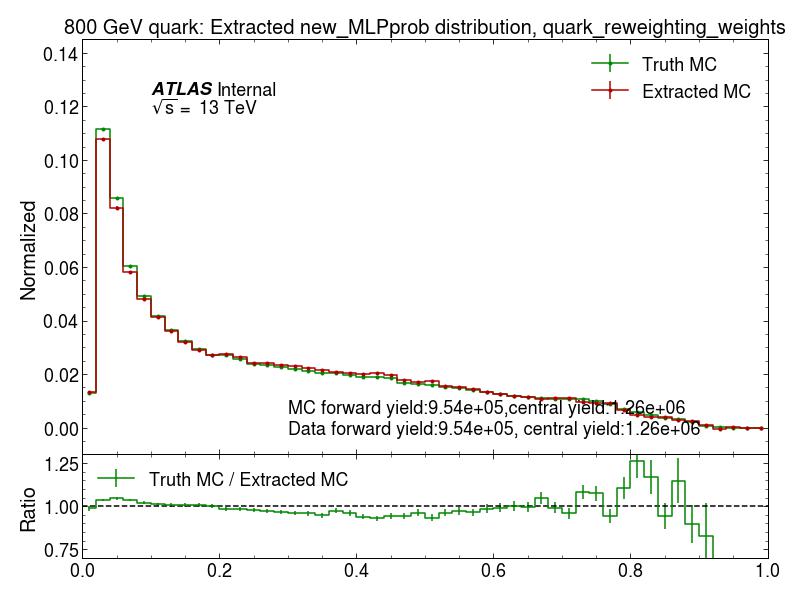 800 GeV quark: Extracted new_MLPprob distribution, quark_reweighting_weights
0.14
0.12
0.10
0.08
0.06
0.04
0.02
0.00
Normalized
ATLAS Internal
√s = 13 TeV
Truth MC
Extracted MC
MC forward yield:9.54e+05,central yield:1.26e+06
Data forward yield:9.54e+05, central yield:1.26e+06
1.25
1.00
0.75
Ratio
Truth MC / Extracted MC
0.0 0.2 0.4 0.6 0.8 1.0